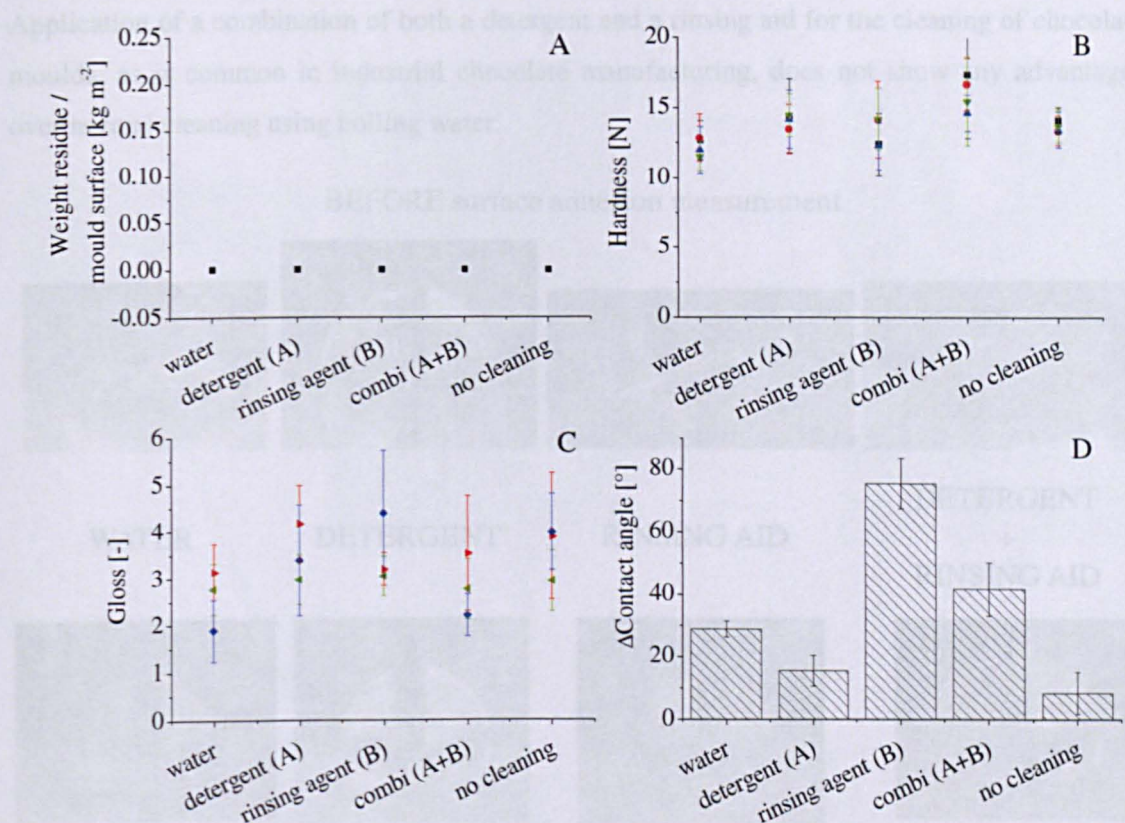 Application of a combination of both a detergent and a rinsing aid for the cleaning of chocolate
common in industrial chocolate manufacturing, does not show any advantage
cleaning using boiling water
BEFORE surface adhesion measurement
A
Weight residue /
mould surface [kg m⁻²]
0.25
0.20
0.15
0.10
0.05
0.00
-0.05
water
detergent (A)
rinsing agent (B)
combi (A+B)
no cleaning
B
Hardness [N]
20
15
10
5
0
water
detergent (A)
rinsing agent (B)
combi (A+B)
no cleaning
C
Gloss [-]
6
5
4
3
2
1
0
water
detergent (A)
rinsing agent (B)
combi (A+B)
no cleaning
D
ΔContact angle [°]
80
60
40
20
0
water
detergent (A)
rinsing agent (B)
combi (A+B)
no cleaning
WATER
DETERGENT
RINSING AID
DETERGENT
+
RINSING AID